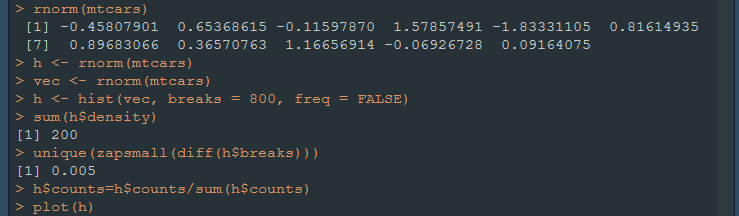 > rnorm(mtcars)
[1] -0.45807901 0.65368615 -0.11597870 1.57857491 -1.83331105 0.81614935
[7] 0.89683066 0.36570763 1.16656914 -0.06926728 0.09164075
> h <- rnorm(mtcars)
> vec <- rnorm(mtcars)
> h <- hist(vec, breaks = 800, freq = FALSE)
> sum(h$density)
[1] 200
> unique(zapsmall(diff(h$breaks)))
[1] 0.005
> h$counts=h$counts/sum(h$counts)
> plot(h)